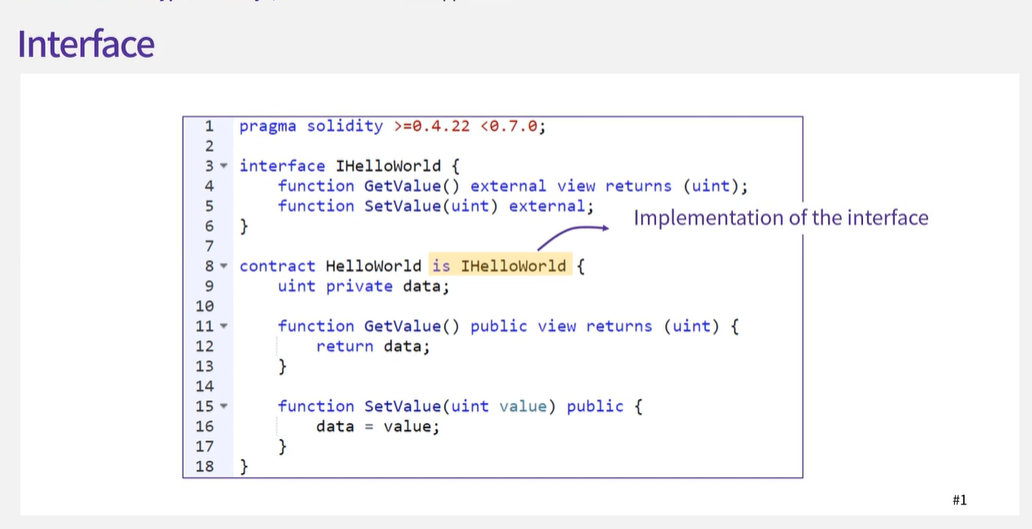 Interface
1 pragma solidity >=0.4.22 <0.7.0;
2
3 interface IHelloWorld {
4     function GetValue() external view returns (uint);
5     function SetValue(uint) external;
Implementation of the interface
6 }
7
8 contract HelloWorld is IHelloWorld {
9     uint private data;
10
11     function GetValue() public view returns (uint) {
12         return data;
13     }
14
15     function SetValue(uint value) public {
16         data = value;
17     }
18 }
#1